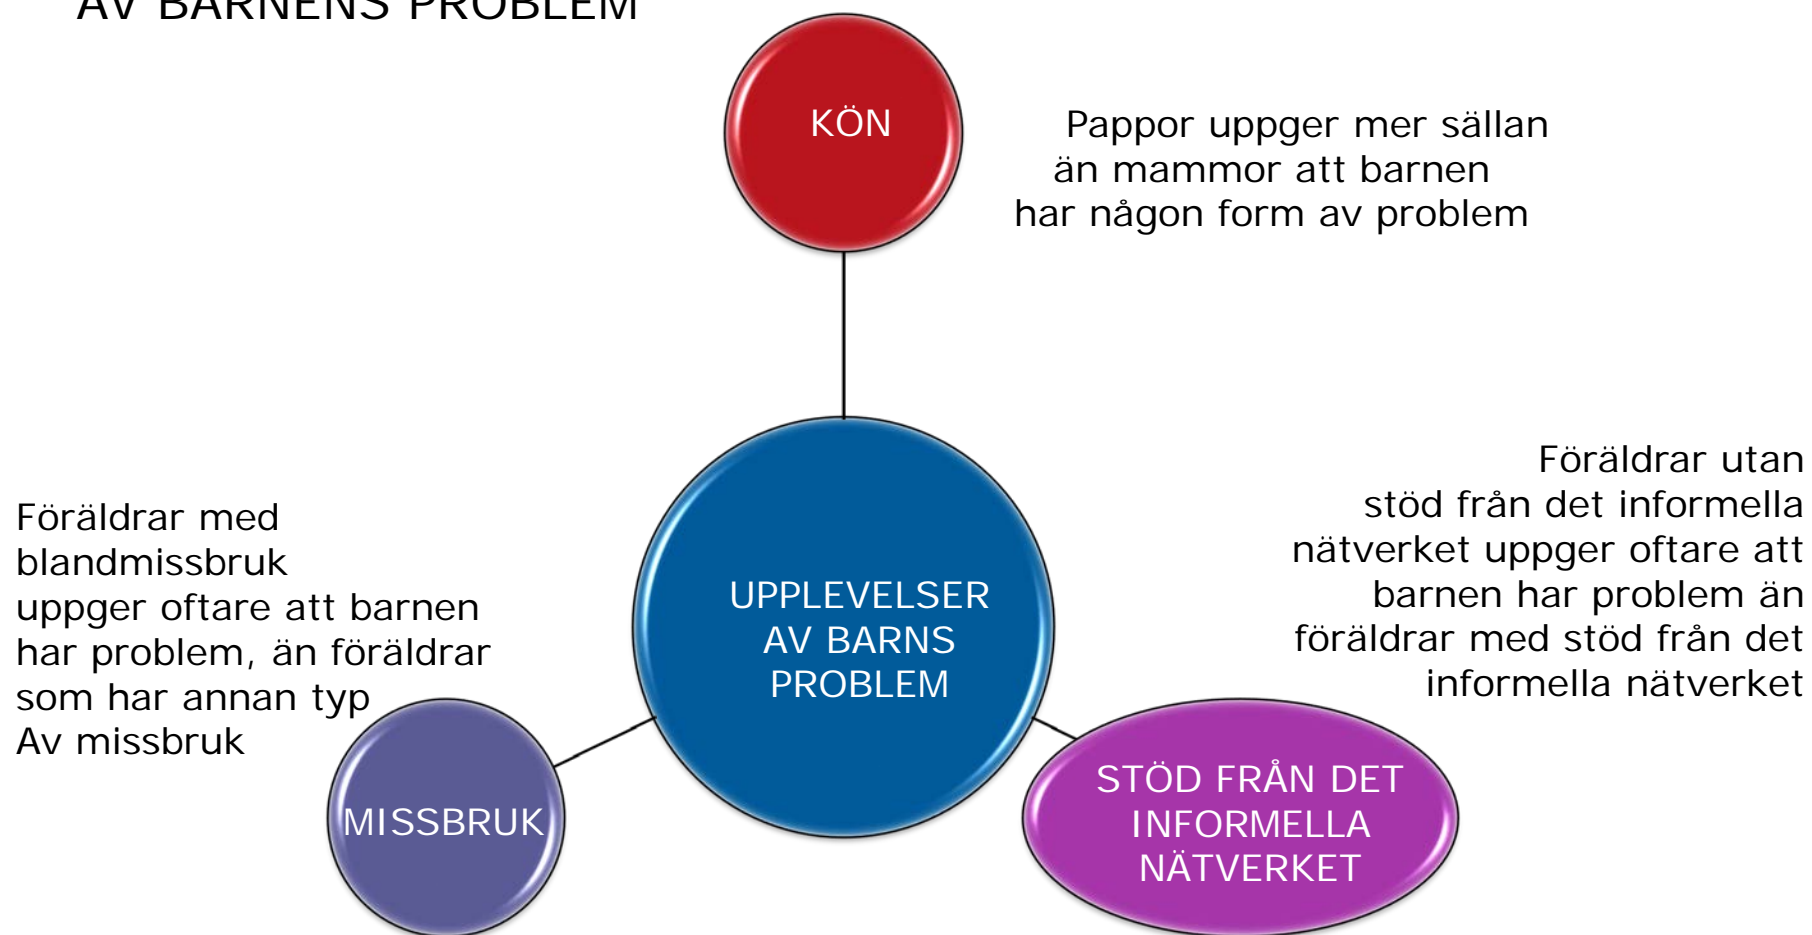 AV BARNENS PROBLEM
KÖN
Pappor uppger mer sällan
än mammor att barnen
har någon form av problem
Föräldrar utan
stöd från det informella
nätverket uppger oftare att
barnen har problem än
föräldrar med stöd från det
informella nätverket
Föräldrar med
blandmissbruk
uppger oftare att barnen
har problem, än föräldrar
som har annan typ
Av missbruk
UPPLEVELSER
AV BARNS
PROBLEM
MISSBRUK
STÖD FRÅN DET
INFORMELLA
NÄTVERKET